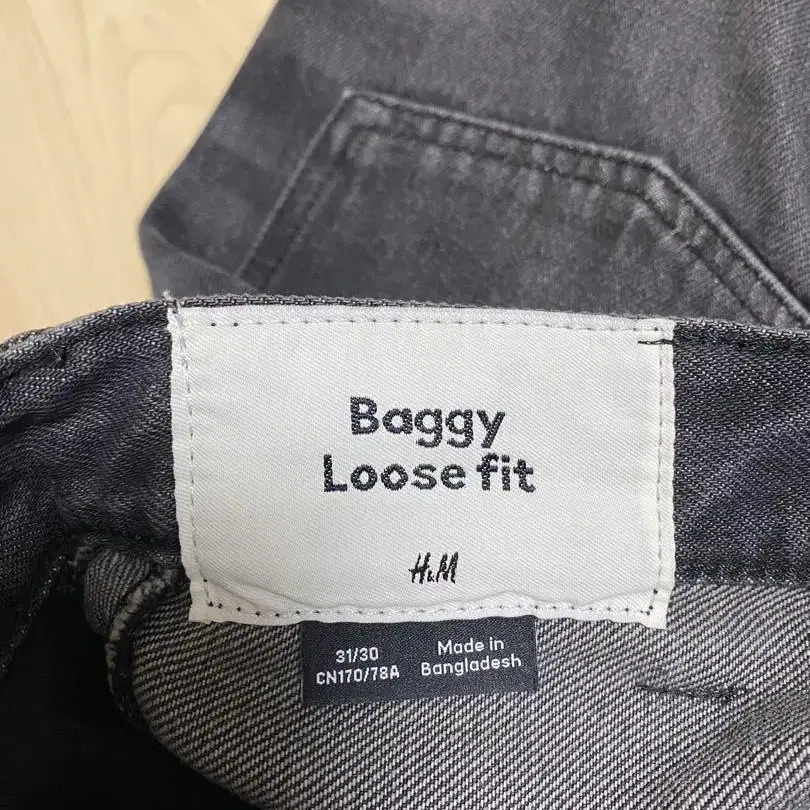 Baggy
Loose fit
H&M
31/30
CN170/78A
Made in
Bangladesh